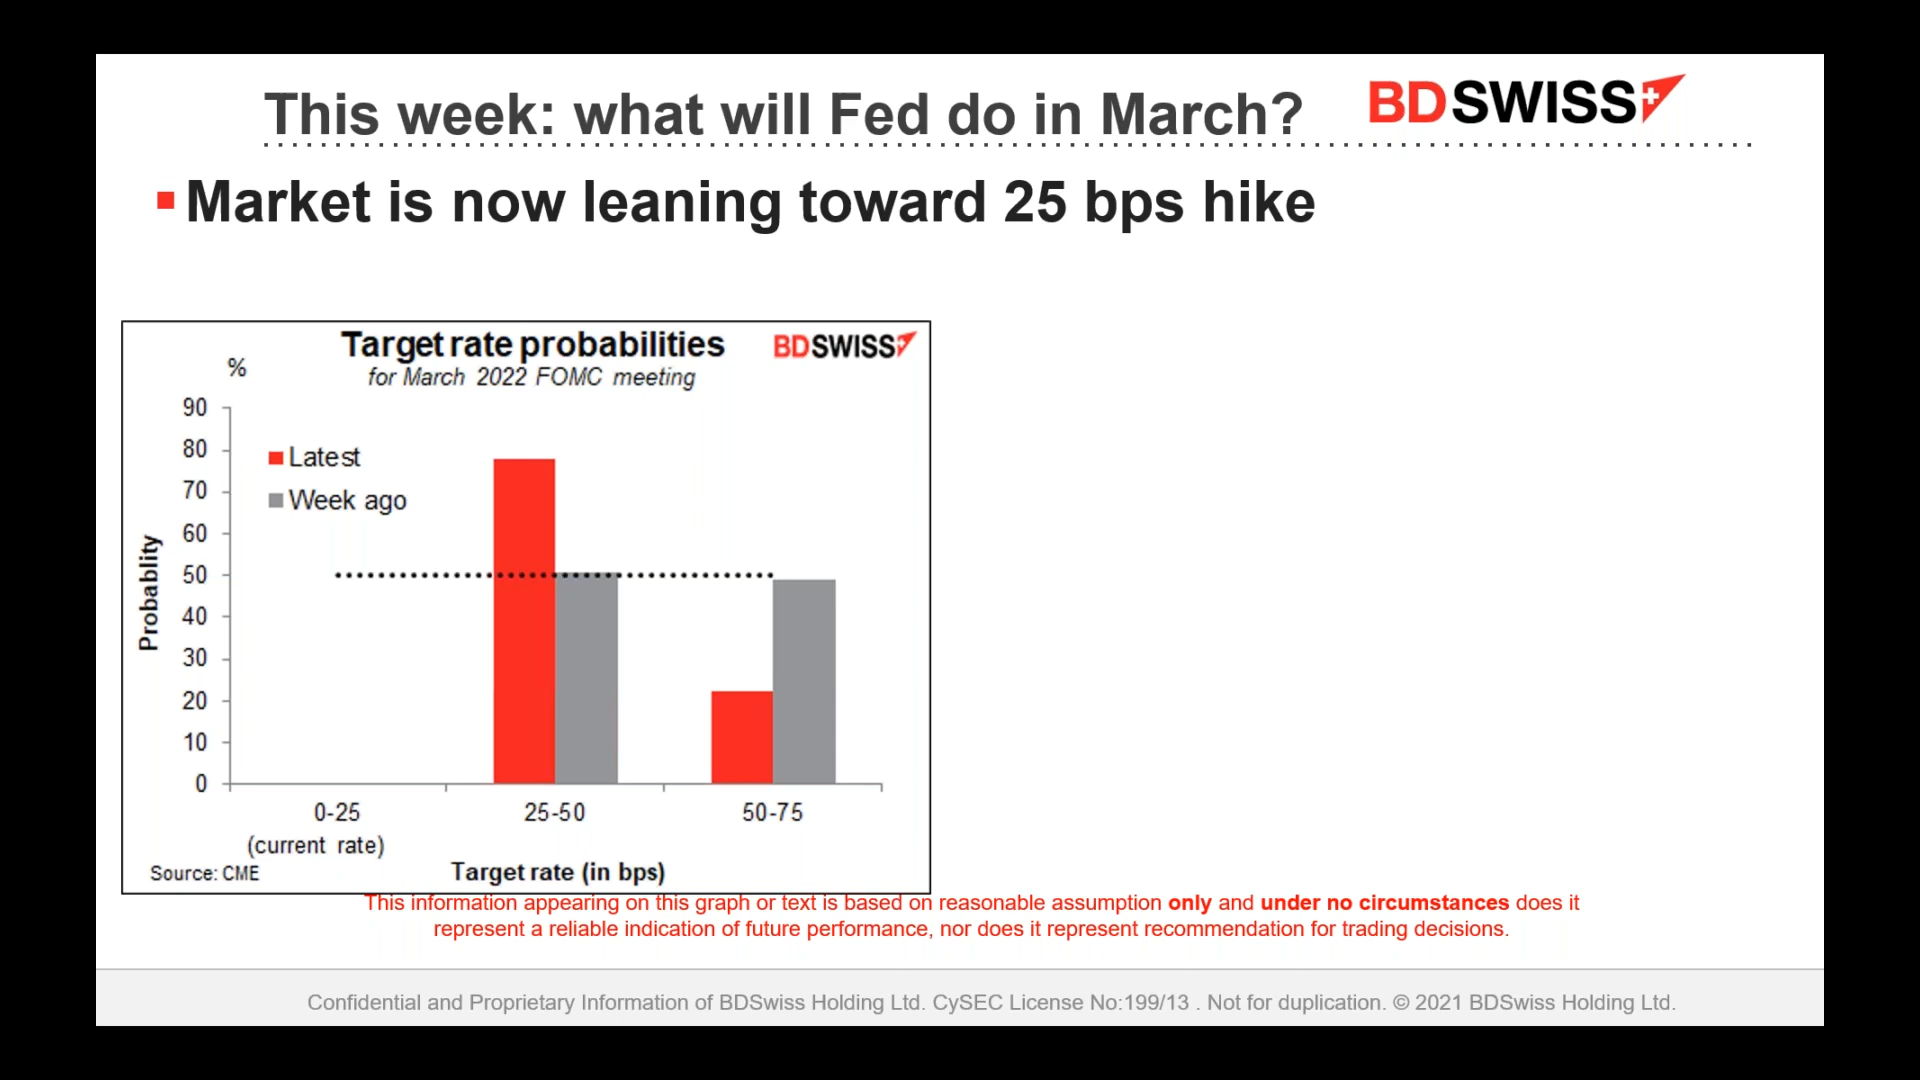 This week: what will Fed do in March?
BDSWISS
Market is now leaning toward 25 bps hike
Target rate probabilities
BDSWISS
for March 2022 FOMC meeting
%
90
80
70
60
50
40
30
20
10
0
Latest
Week ago
Probablity
0-25
25-50
50-75
(current rate)
Source: CME
Target rate (in bps)
This information appearing on this graph or text is based on reasonable assumption only and under no circumstances does it
represent a reliable indication of future performance, nor does it represent recommendation for trading decisions.
Confidential and Proprietary Information of BDSwiss Holding Ltd. CySEC License No:199/13 . Not for duplication. © 2021 BDSwiss Holding Ltd.